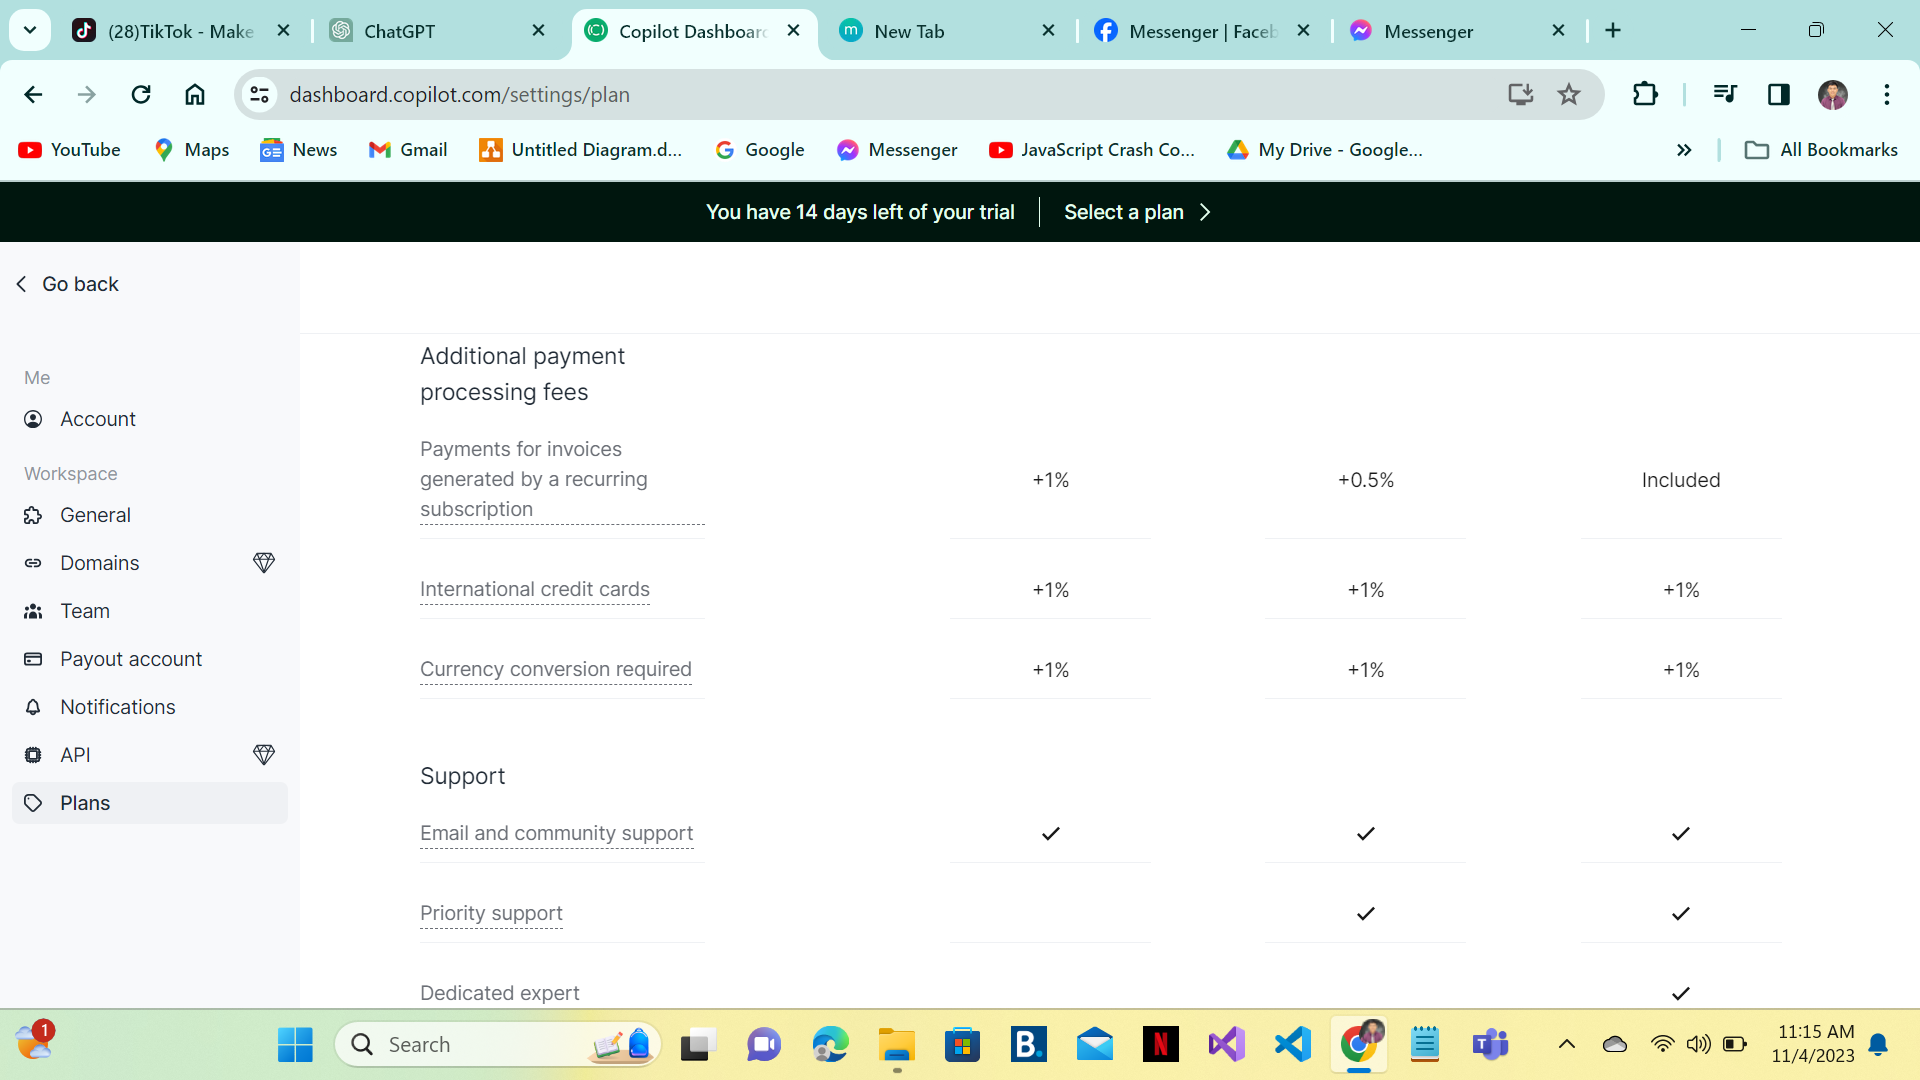 (28)TikTok - Make
ChatGPT
Copilot Dashboard
New Tab
Messenger | Faceb
Messenger
dashboard.copilot.com/settings/plan
YouTube
Maps
News
Gmail
Untitled Diagram.d...
Google
Messenger
JavaScript Crash Co...
My Drive - Google...
All Bookmarks
You have 14 days left of your trial
Select a plan
Go back
Me
Account
Workspace
General
Domains
Team
Payout account
Notifications
API
Plans
Additional payment
processing fees
Payments for invoices
generated by a recurring
subscription
+1% +0.5% Included
International credit cards +1% +1% +1%
Currency conversion required +1% +1% +1%
Support
Email and community support
Priority support
Dedicated expert
1
Search
11:15 AM
11/4/2023